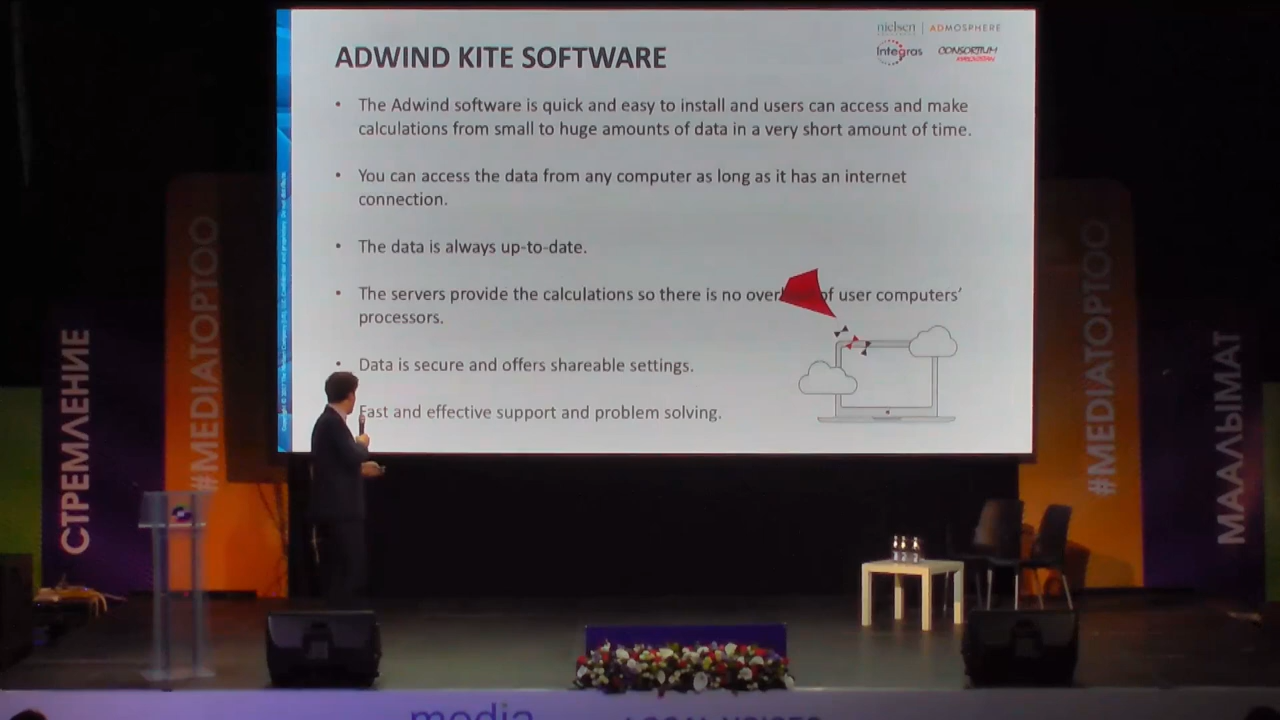 nielsen | ADMOSPHERE
Integras CONSORTIUM
ADWIND KITE SOFTWARE
• The Adwind software is quick and easy to install and users can access and make
calculations from small to huge amounts of data in a very short amount of time.
• You can access the data from any computer as long as it has an internet
connection.
• The data is always up-to-date.
• The servers provide the calculations so there is no over of user computers’
processors.
• Data is secure and offers shareable settings.
Fast and effective support and problem solving.
СТРЕМЛЕНИЕ
#MEDIATOPTOO
#MEDIATOPTOO
МААЛЫМАТ
media